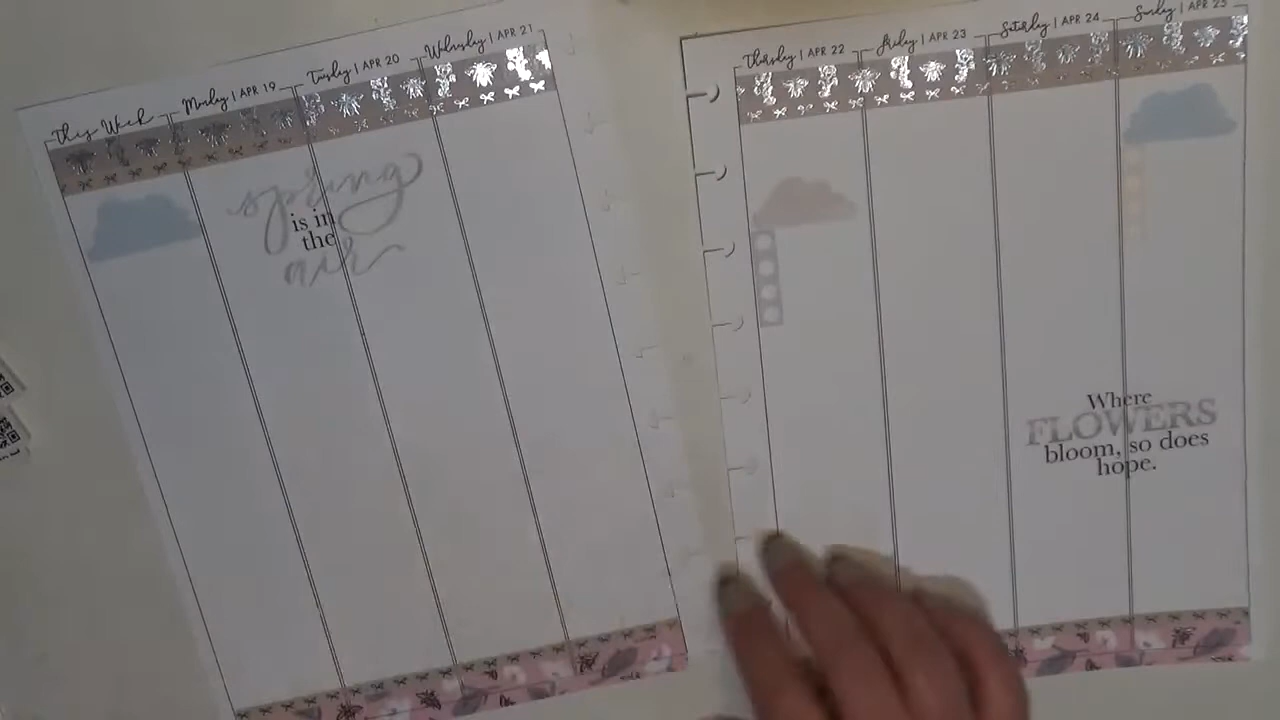 This Week
Monday | APR 19
Tuesday | APR 20
Wednesday | APR 21
spring
is in
the
air
Thursday | APR 22
Friday | APR 23
Saturday | APR 24
Sunday | APR 25
Where
FLOWERS
bloom, so does
hope.